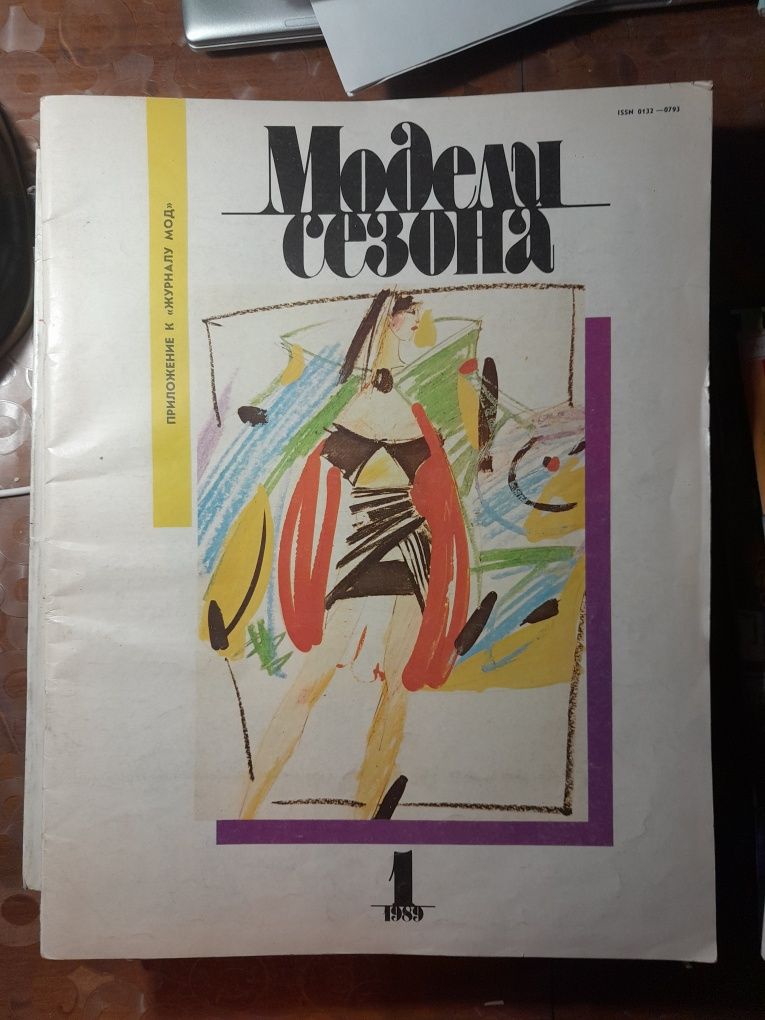 ISSN 0132—0793
Модели
сезона
ПРИЛОЖЕНИЕ К «ЖУРНАЛУ МОД»
1
1989